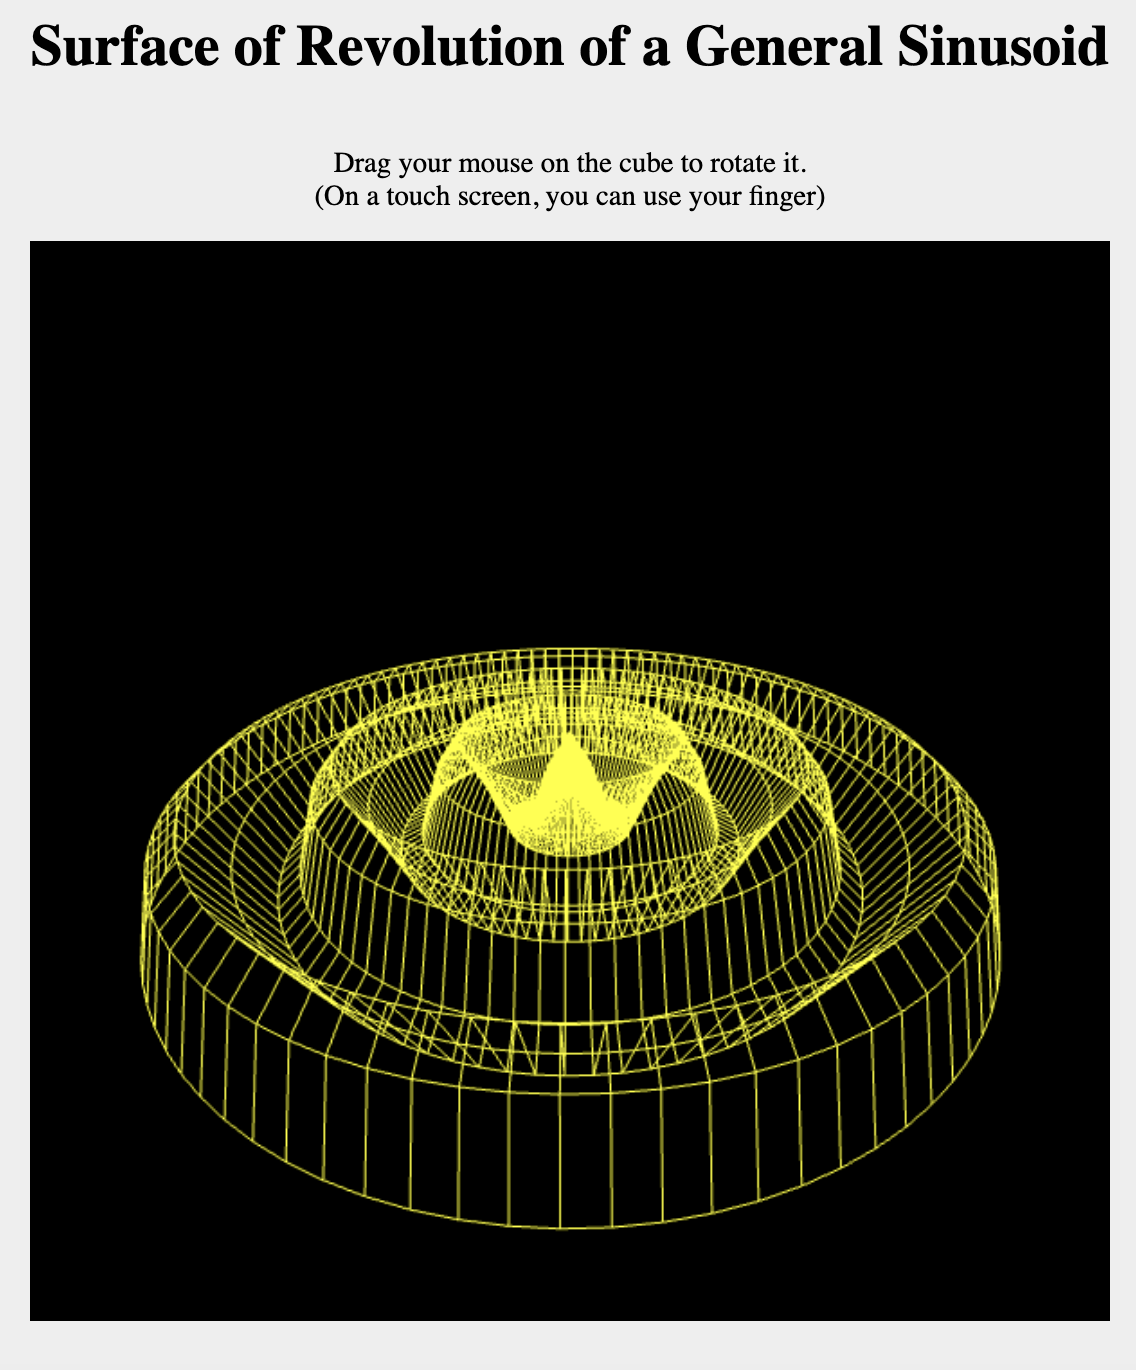 Surface of Revolution of a General Sinusoid
Drag your mouse on the cube to rotate it.
(On a touch screen, you can use your finger)